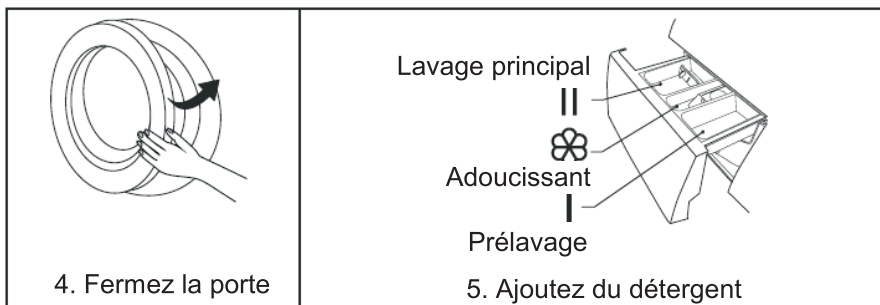 4. Fermez la porte
Lavage principal
II
Adoucissant
I
Prélavage
5. Ajoutez du détergent